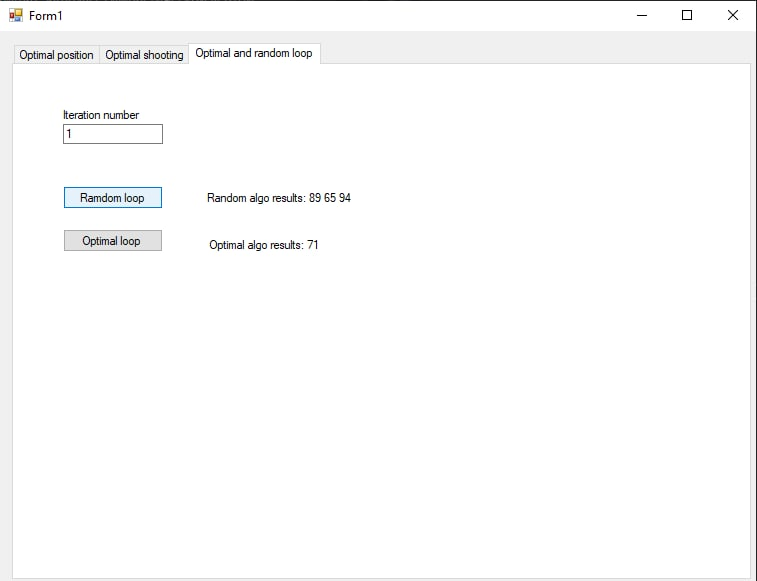 Form1
Optimal position Optimal shooting Optimal and random loop
Iteration number
1
Ramdom loop Random algo results: 89 65 94
Optimal loop Optimal algo results: 71